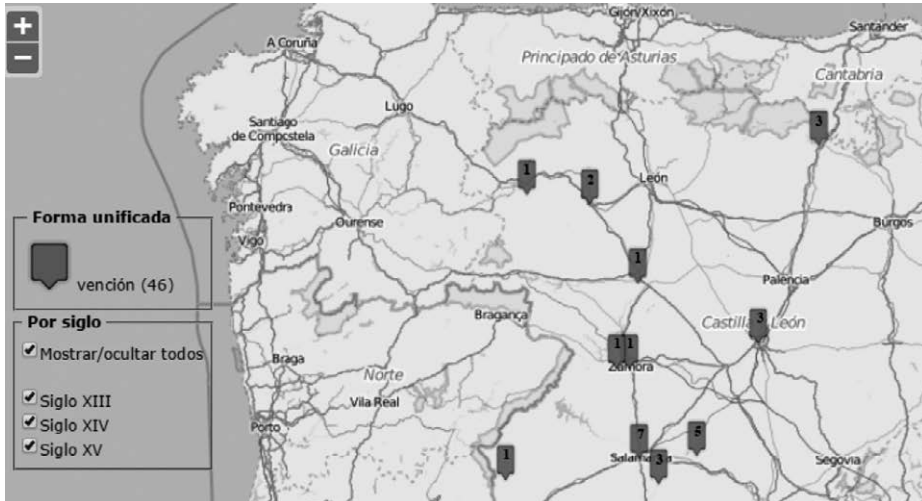 +
−
Gijón/Xixón
Santander
A Coruña
Principado de Asturias
Cantabria
Lugo
3
Santiago
de Compostela
Galicia
1
2
León
Pontevedra
Ourense
Burgos
Forma unificada
Vigo
vención (46)
1
Palencia
Bragança
3
Castilla León
Por siglo
Mostrar/ocultar todos
1
1
Zamora
Braga
Norte
Vila Real
Siglo XIII
Siglo XIV
Porto
Siglo XV
7
5
1
Salamanca
3
Segovia